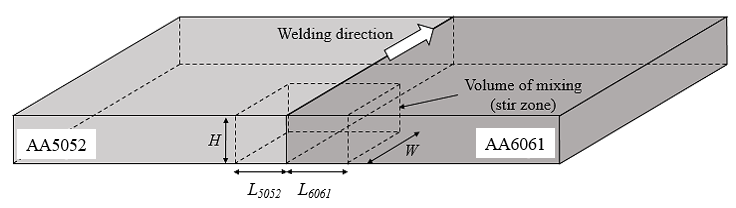 Welding direction
Volume of mixing
(stir zone)
H
W
AA5052
AA6061
L5052
L6061